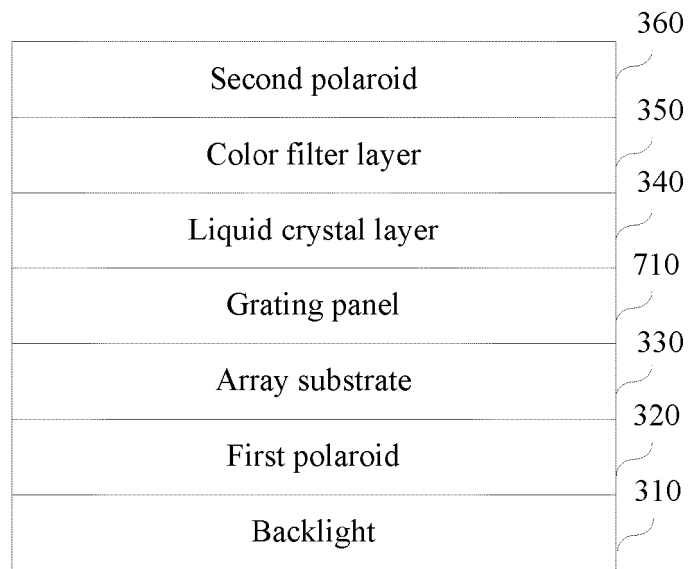 360
Second polaroid
350
Color filter layer
340
Liquid crystal layer
710
Grating panel
330
Array substrate
320
First polaroid
310
Backlight